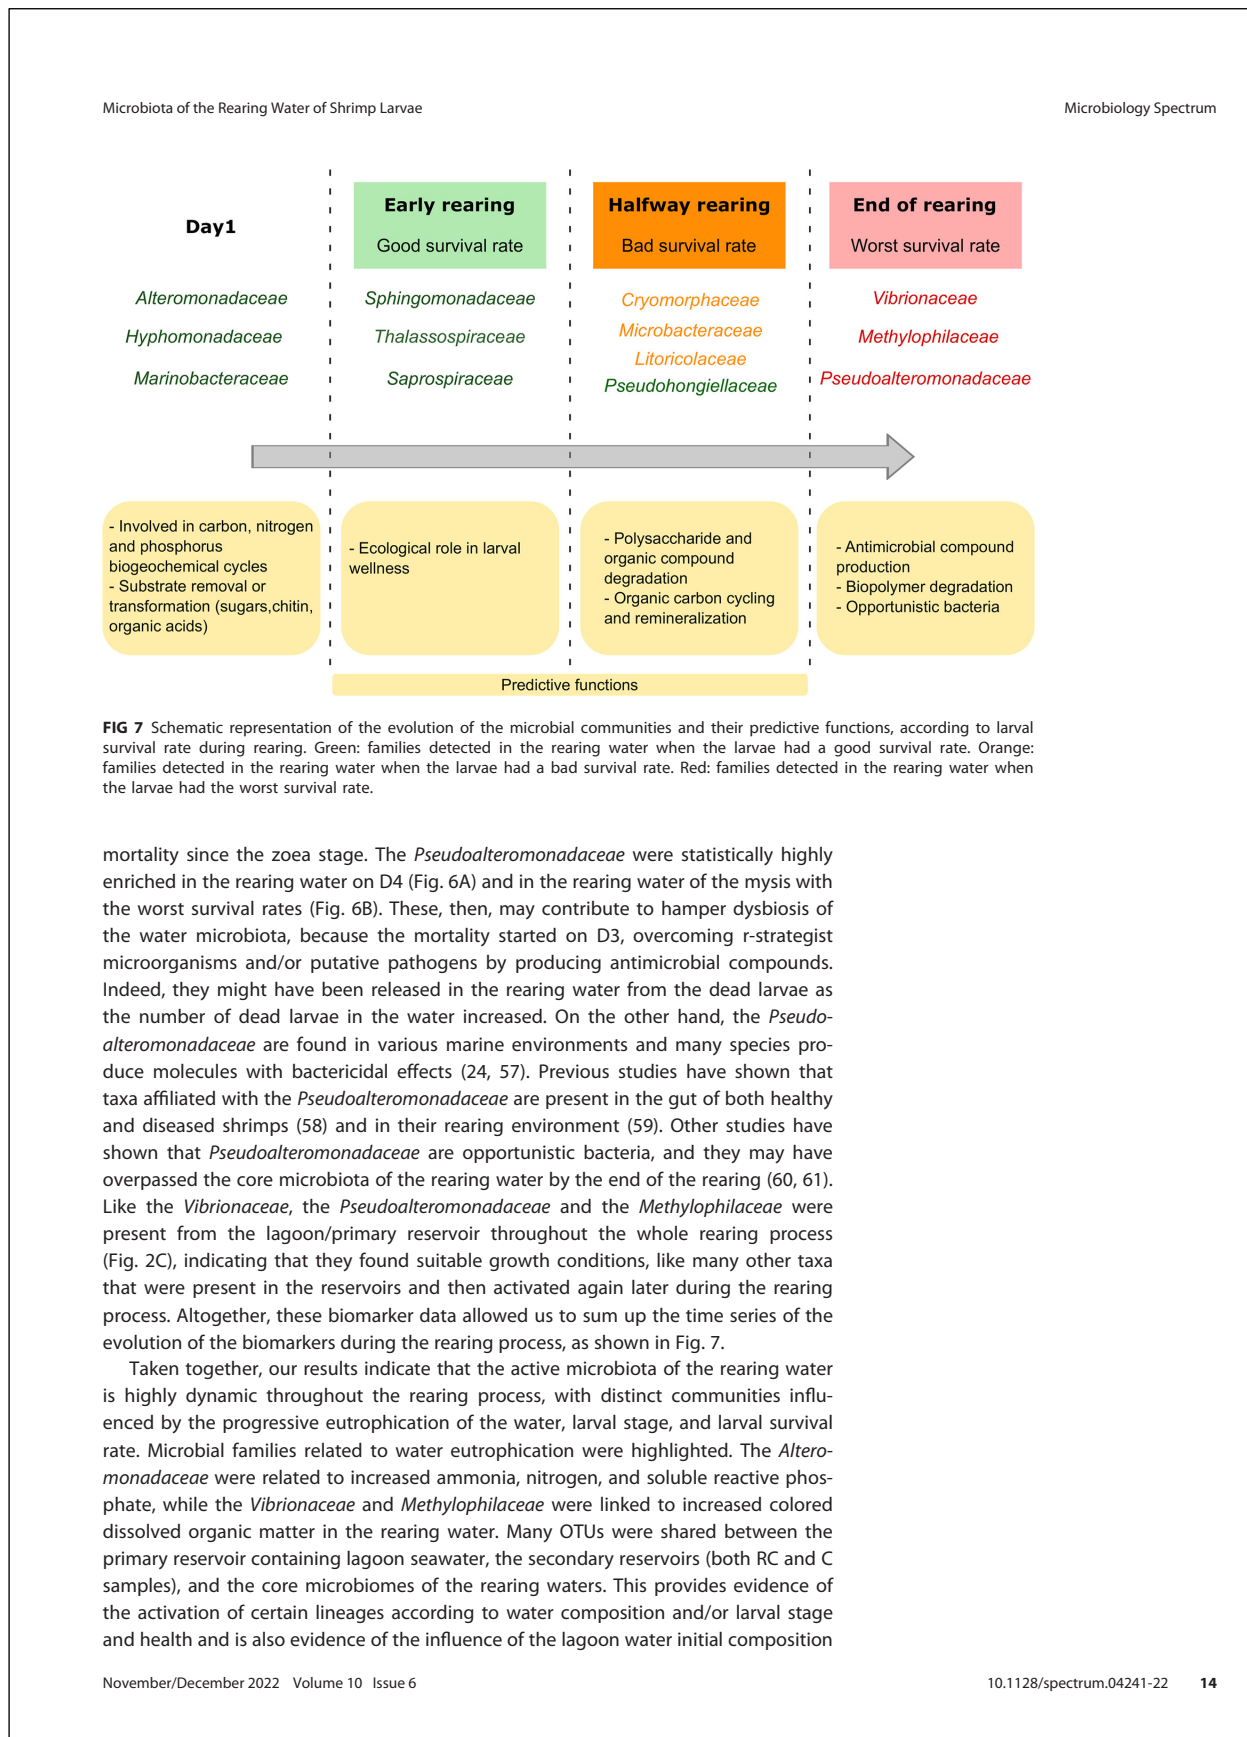 Microbiota of the Rearing Water of Shrimp Larvae
Microbiology Spectrum
Day1
Early rearing
Good survival rate
Halfway rearing
Bad survival rate
End of rearing
Worst survival rate
Alteromonadaceae
Hyphomonadaceae
Marinobacteraceae
Sphingomonadaceae
Thalassospiraceae
Saprospiraceae
Cryomorphaceae
Microbacteraceae
Litoricolaceae
Pseudohongiellaceae
Vibrionaceae
Methylophilaceae
Pseudoalteromonadaceae
- Involved in carbon, nitrogen
and phosphorus
biogeochemical cycles
- Substrate removal or
transformation (sugars,chitin,
organic acids)
- Ecological role in larval
wellness
- Polysaccharide and
organic compound
degradation
- Organic carbon cycling
and remineralization
- Antimicrobial compound
production
- Biopolymer degradation
- Opportunistic bacteria
Predictive functions
FIG 7 Schematic representation of the evolution of the microbial communities and their predictive functions, according to larval
survival rate during rearing. Green: families detected in the rearing water when the larvae had a good survival rate. Orange:
families detected in the rearing water when the larvae had a bad survival rate. Red: families detected in the rearing water when
the larvae had the worst survival rate.
mortality since the zoea stage. The Pseudoalteromonadaceae were statistically highly
enriched in the rearing water on D4 (Fig. 6A) and in the rearing water of the mysis with
the worst survival rates (Fig. 6B). These, then, may contribute to hamper dysbiosis of
the water microbiota, because the mortality started on D3, overcoming r-strategist
microorganisms and/or putative pathogens by producing antimicrobial compounds.
Indeed, they might have been released in the rearing water from the dead larvae as
the number of dead larvae in the water increased. On the other hand, the Pseudo-
alteromonadaceae are found in various marine environments and many species pro-
duce molecules with bactericidal effects (24, 57). Previous studies have shown that
taxa affiliated with the Pseudoalteromonadaceae are present in the gut of both healthy
and diseased shrimps (58) and in their rearing environment (59). Other studies have
shown that Pseudoalteromonadaceae are opportunistic bacteria, and they may have
overpassed the core microbiota of the rearing water by the end of the rearing (60, 61).
Like the Vibrionaceae, the Pseudoalteromonadaceae and the Methylophilaceae were
present from the lagoon/primary reservoir throughout the whole rearing process
(Fig. 2C), indicating that they found suitable growth conditions, like many other taxa
that were present in the reservoirs and then activated again later during the rearing
process. Altogether, these biomarker data allowed us to sum up the time series of the
evolution of the biomarkers during the rearing process, as shown in Fig. 7.
Taken together, our results indicate that the active microbiota of the rearing water
is highly dynamic throughout the rearing process, with distinct communities influ-
enced by the progressive eutrophication of the water, larval stage, and larval survival
rate. Microbial families related to water eutrophication were highlighted. The Altero-
monadaceae were related to increased ammonia, nitrogen, and soluble reactive phos-
phate, while the Vibrionaceae and Methylophilaceae were linked to increased colored
dissolved organic matter in the rearing water. Many OTUs were shared between the
primary reservoir containing lagoon seawater, the secondary reservoirs (both RC and C
samples), and the core microbiomes of the rearing waters. This provides evidence of
the activation of certain lineages according to water composition and/or larval stage
and health and is also evidence of the influence of the lagoon water initial composition
November/December 2022 Volume 10 Issue 6
10.1128/spectrum.04241-22 14